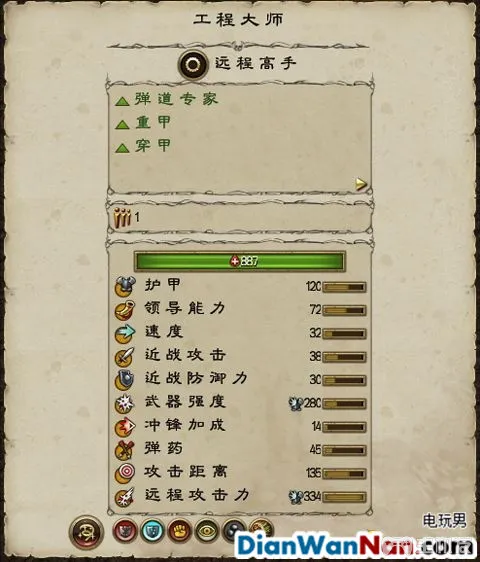 工程大师
远程高手
弹道专家
重甲
穿甲
1
887
护甲 120
领导能力 72
速度 32
近战攻击 38
近战防御力 30
武器强度 280
冲锋加成 14
弹药 45
攻击距离 135
远程攻击力 334
电玩男
DianWanNan.com